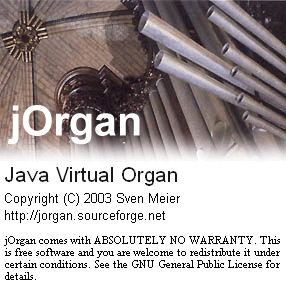 jOrgan
Java Virtual Organ
Copyright (C) 2003 Sven Meier
http://jorgan.sourceforge.net
jOrgan comes with ABSOLUTELY NO WARRANTY. This
is free software and you are welcome to redistribute it under
certain conditions. See the GNU General Public License for
details.